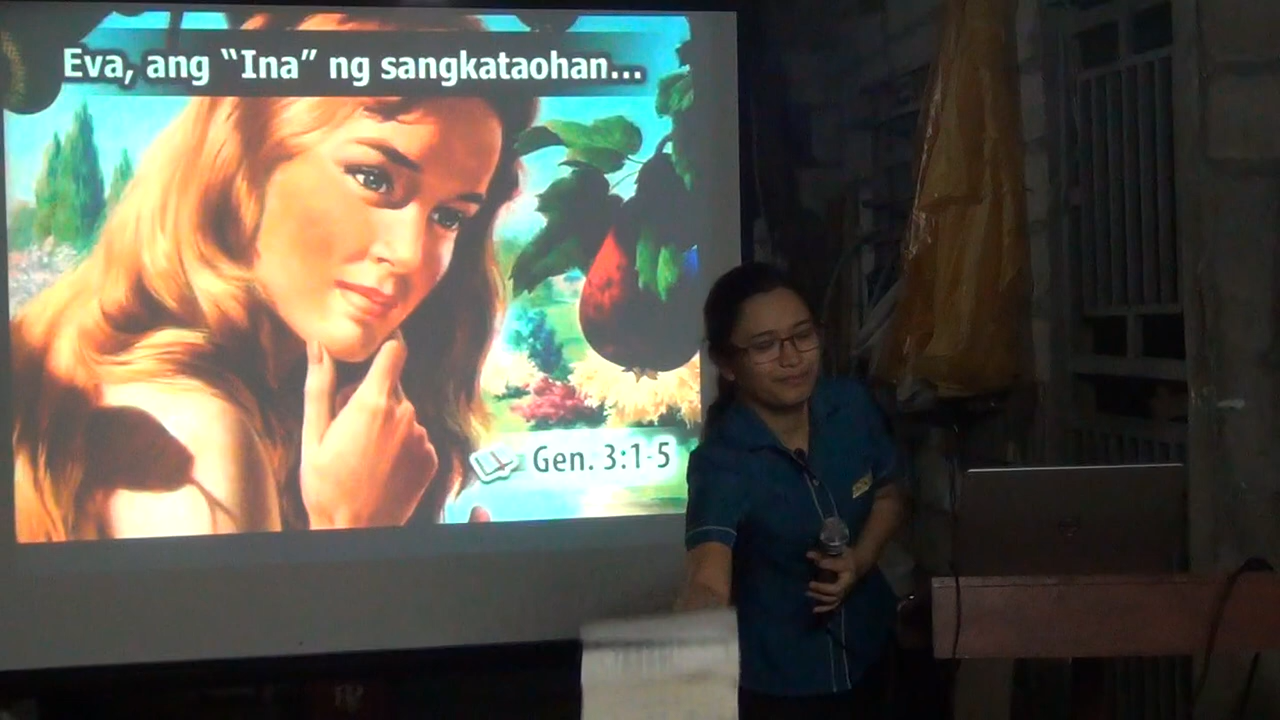 Eva, ang “Ina” ng sangkataohan...
Gen. 3:1-5